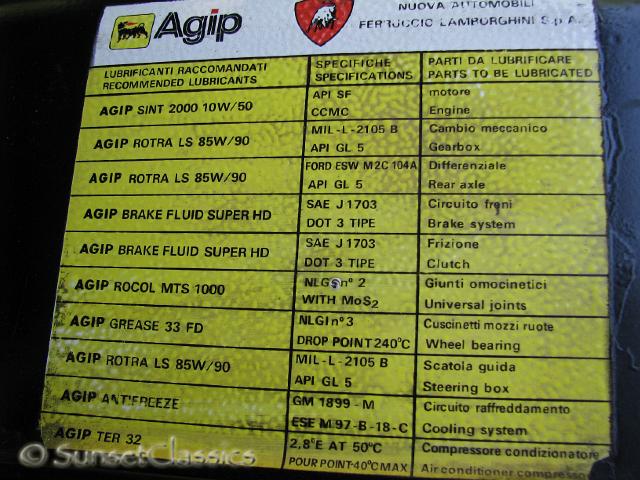 Agip
NUOVA AUTOMOBILI
FERRUCCIO LAMBORGHINI S.p.A.
LUBRIFICANTI RACCOMANDATI
RECOMMENDED LUBRICANTS
SPECIFICHE
SPECIFICATIONS
PARTI DA LUBRIFICARE
PARTS TO BE LUBRICATED
AGIP SINT 2000 10W/50
API SF
CCMC
motore
Engine
AGIP ROTRA LS 85W/90
MIL-L-2105 B
API GL 5
Cambio meccanico
Gearbox
AGIP ROTRA LS 85W/90
FORD ESW M2C 104A
API GL 5
Differenziale
Rear axle
AGIP BRAKE FLUID SUPER HD
SAE J 1703
DOT 3 TIPE
Circuito freni
Brake system
AGIP BRAKE FLUID SUPER HD
SAE J 1703
DOT 3 TIPE
Frizione
Clutch
AGIP ROCOL MTS 1000
nº 2
WITH MoS2
Giunti omocinetici
Universal joints
AGIP GREASE 33 FD
NLGI nº 3
DROP POINT 240ºC
Cuscinetti mozzi ruote
Wheel bearing
AGIP ROTRA LS 85W/90
MIL-L-2105 B
API GL 5
Scatola guida
Steering box
AGIP ANTIFREEZE
GM 1899-M
ESE M97-B-18-C
Circuito raffreddamento
Cooling system
AGIP TER 32
2,8ºE AT 50ºC
POUR POINT-40ºC MAX
Compressore condizionatore
Air conditioner compressor
© SunsetClassics